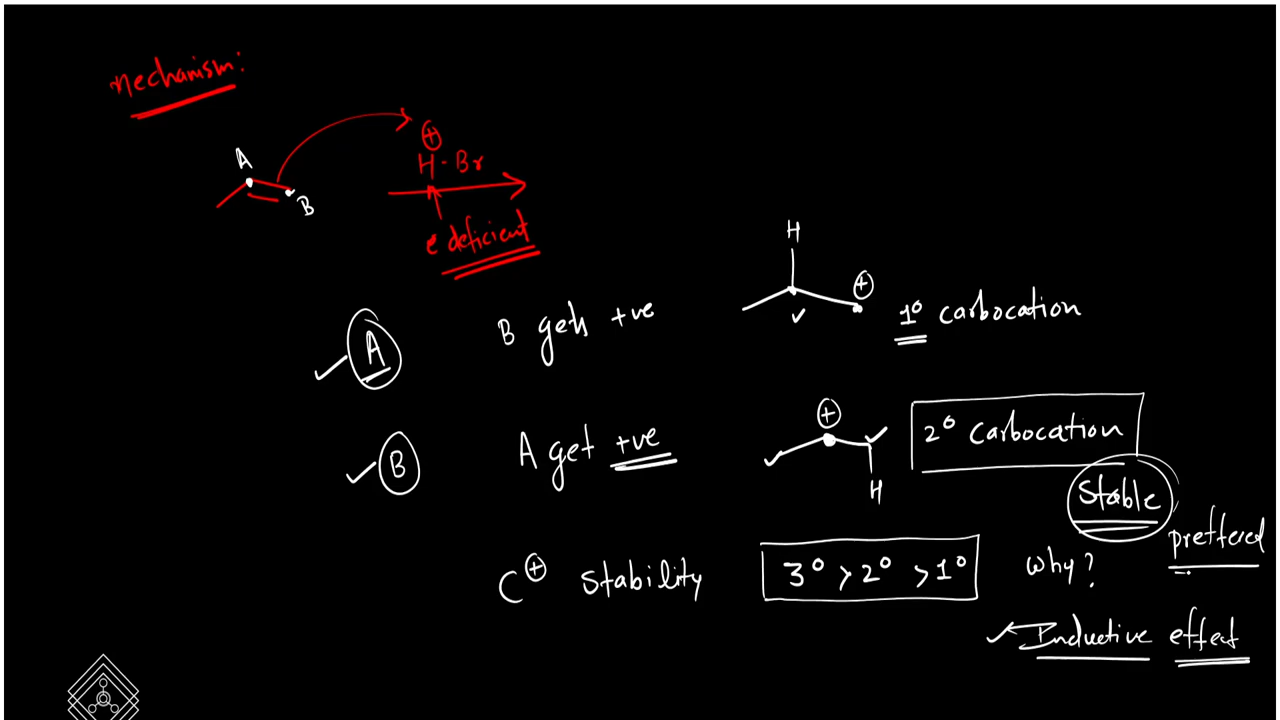 Mechanism:
A
B
⊕
H-Br
e deficient
H
⊕
A
B gets +ve
1° carbocation
B
A get +ve
⊕
H
2° Carbocation
Stable
preffered
C⊕ stability
3° > 2° > 1°
Why?
Inductive effect